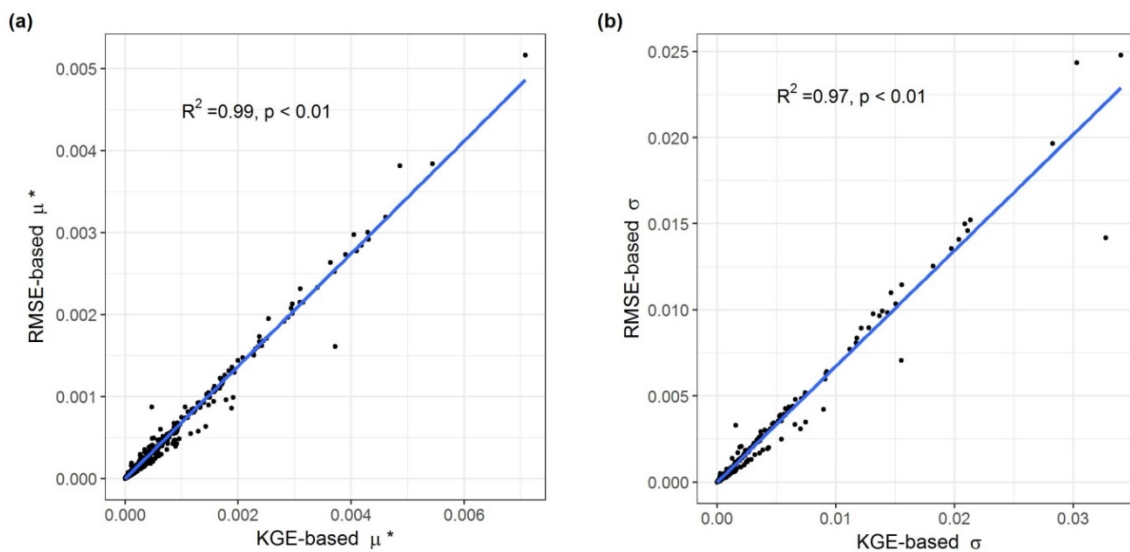 (a)
R² =0.99, p < 0.01
RMSE-based μ*
0.005
0.004
0.003
0.002
0.001
0.000
0.000 0.002 0.004 0.006
KGE-based μ*
(b)
R² =0.97, p < 0.01
RMSE-based σ
0.025
0.020
0.015
0.010
0.005
0.000
0.00 0.01 0.02 0.03
KGE-based σ